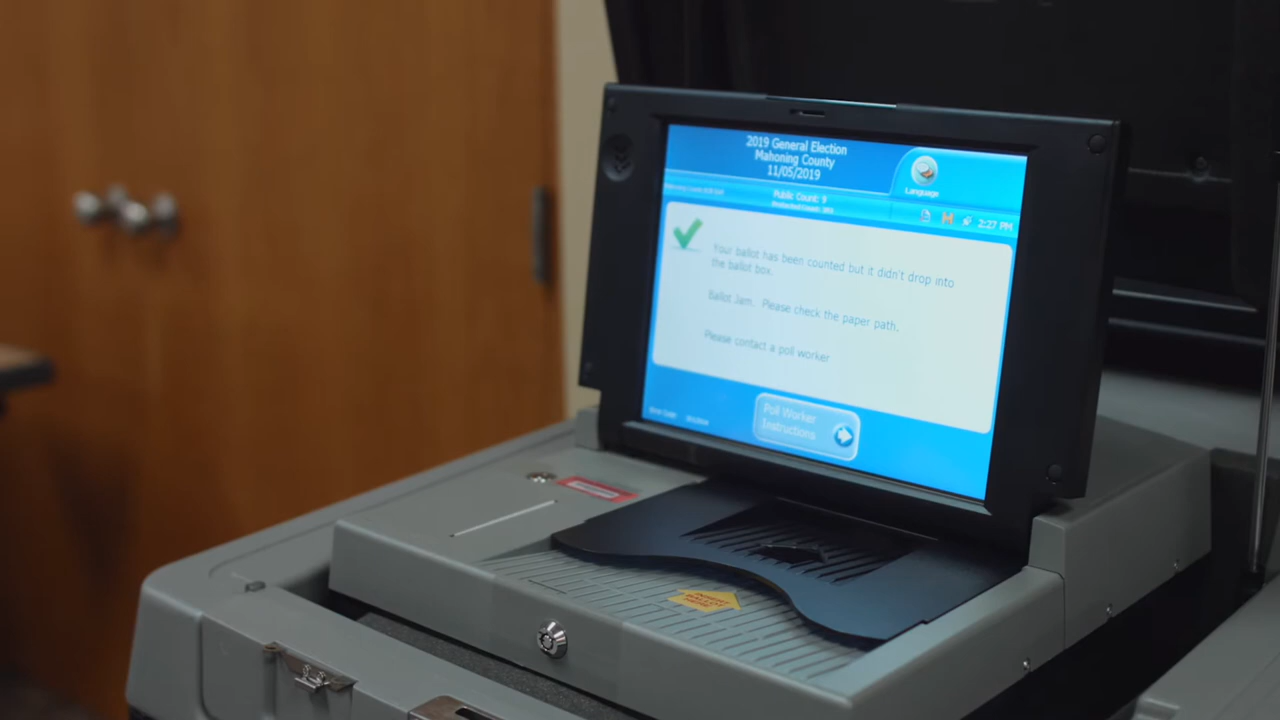 2019 General Election
Mahoning County
11/05/2019
Language
Public Count: 9
2:27 PM
Your ballot has been counted but it didn't drop into
the ballot box.
Ballot Jam. Please check the paper path.
Please contact a poll worker
Poll Worker
Instructions